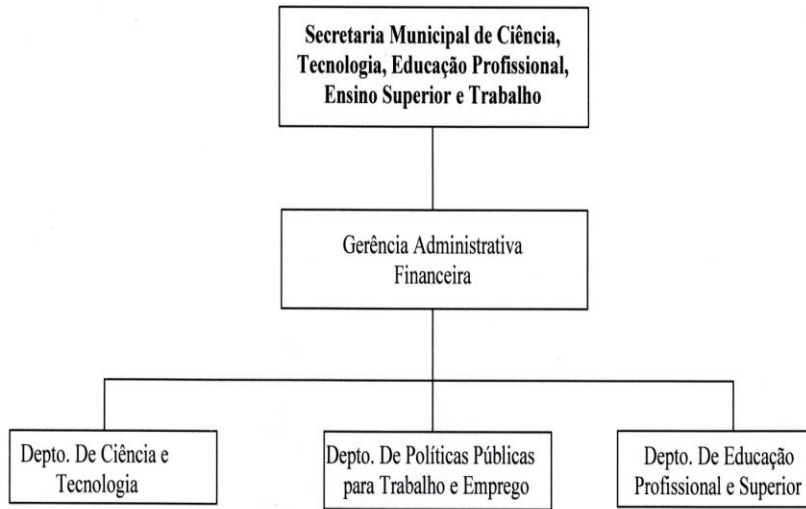 Secretaria Municipal de Ciência,
Tecnologia, Educação Profissional,
Ensino Superior e Trabalho
Gerência Administrativa
Financeira
Depto. De Ciência e
Tecnologia
Depto. De Políticas Públicas
para Trabalho e Emprego
Depto. De Educação
Profissional e Superior